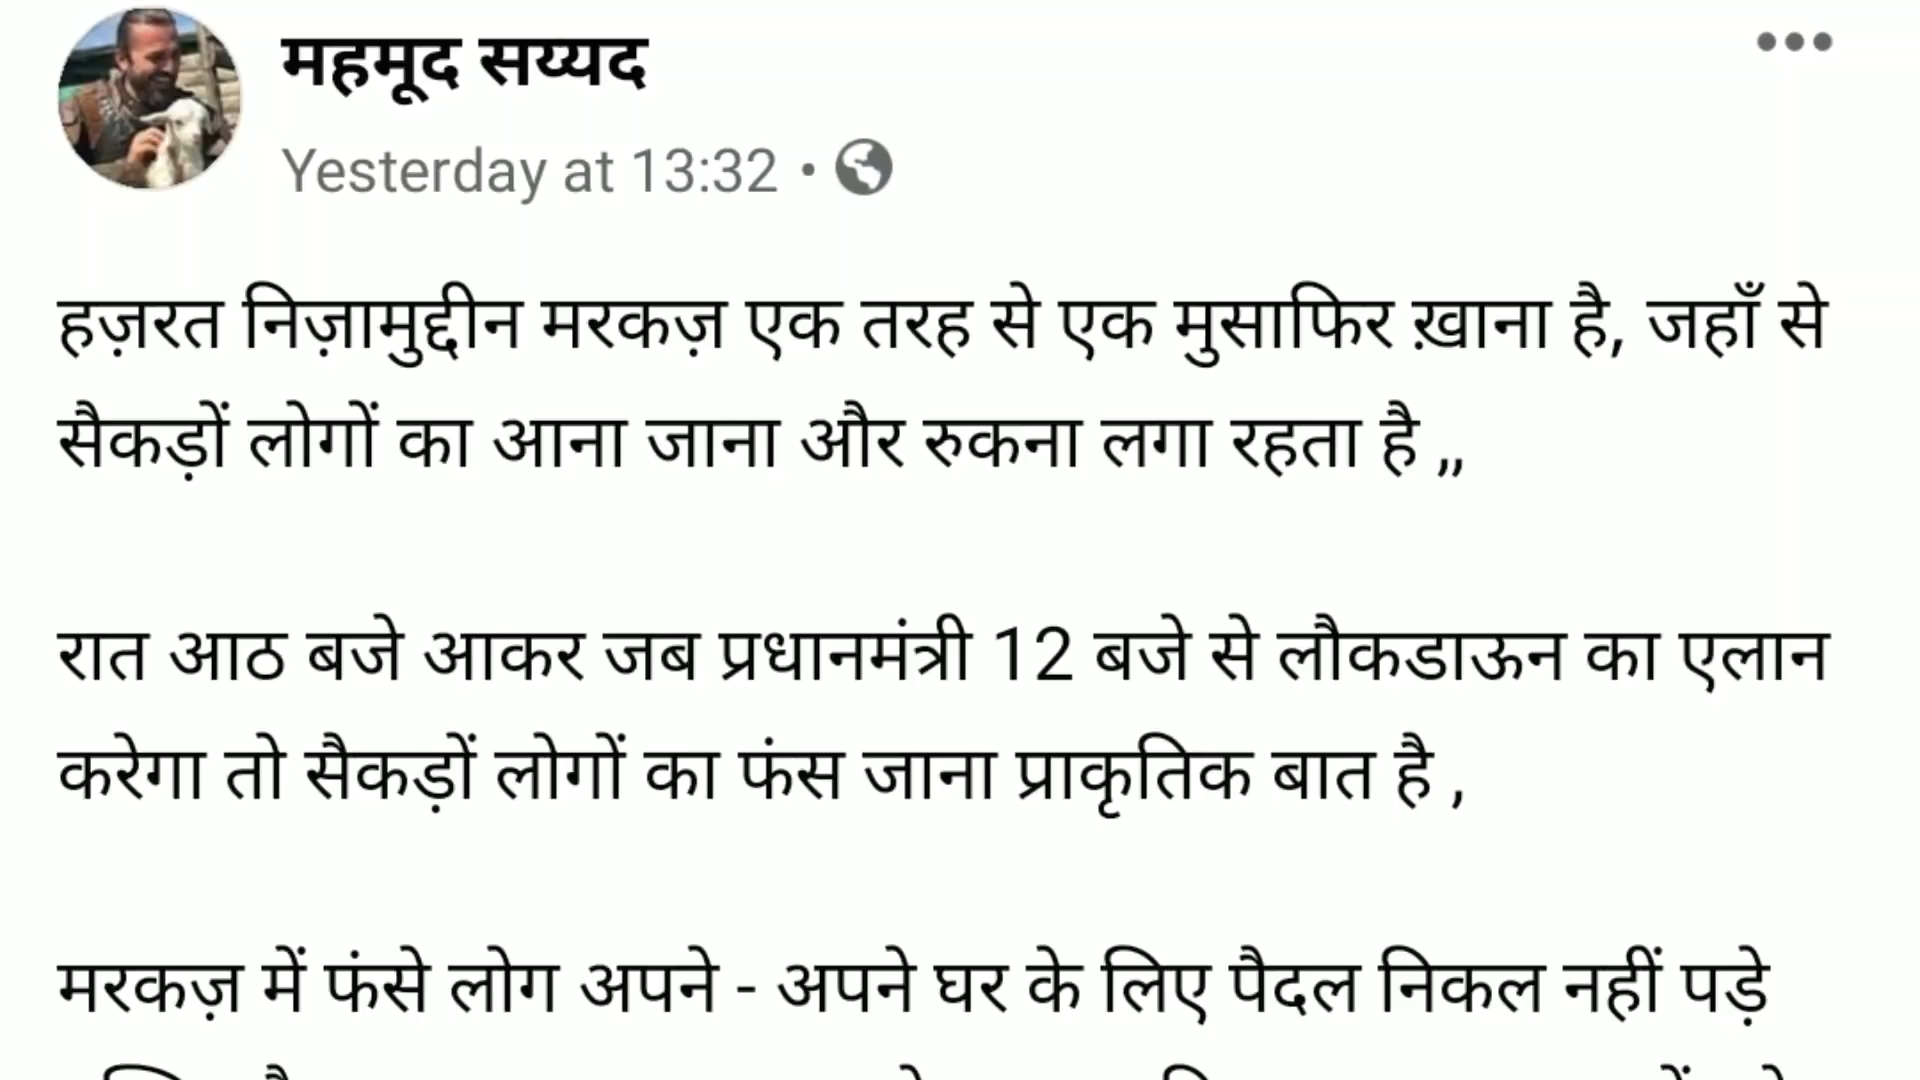 महमूद सय्यद
Yesterday at 13:32 •
हज़रत निज़ामुद्दीन मरकज़ एक तरह से एक मुसाफिर ख़ाना है, जहाँ से
सैकड़ों लोगों का आना जाना और रुकना लगा रहता है ,,
रात आठ बजे आकर जब प्रधानमंत्री 12 बजे से लौकडाऊन का एलान
करेगा तो सैकड़ों लोगों का फंस जाना प्राकृतिक बात है ,
मरकज़ में फंसे लोग अपने - अपने घर के लिए पैदल निकल नहीं पड़े